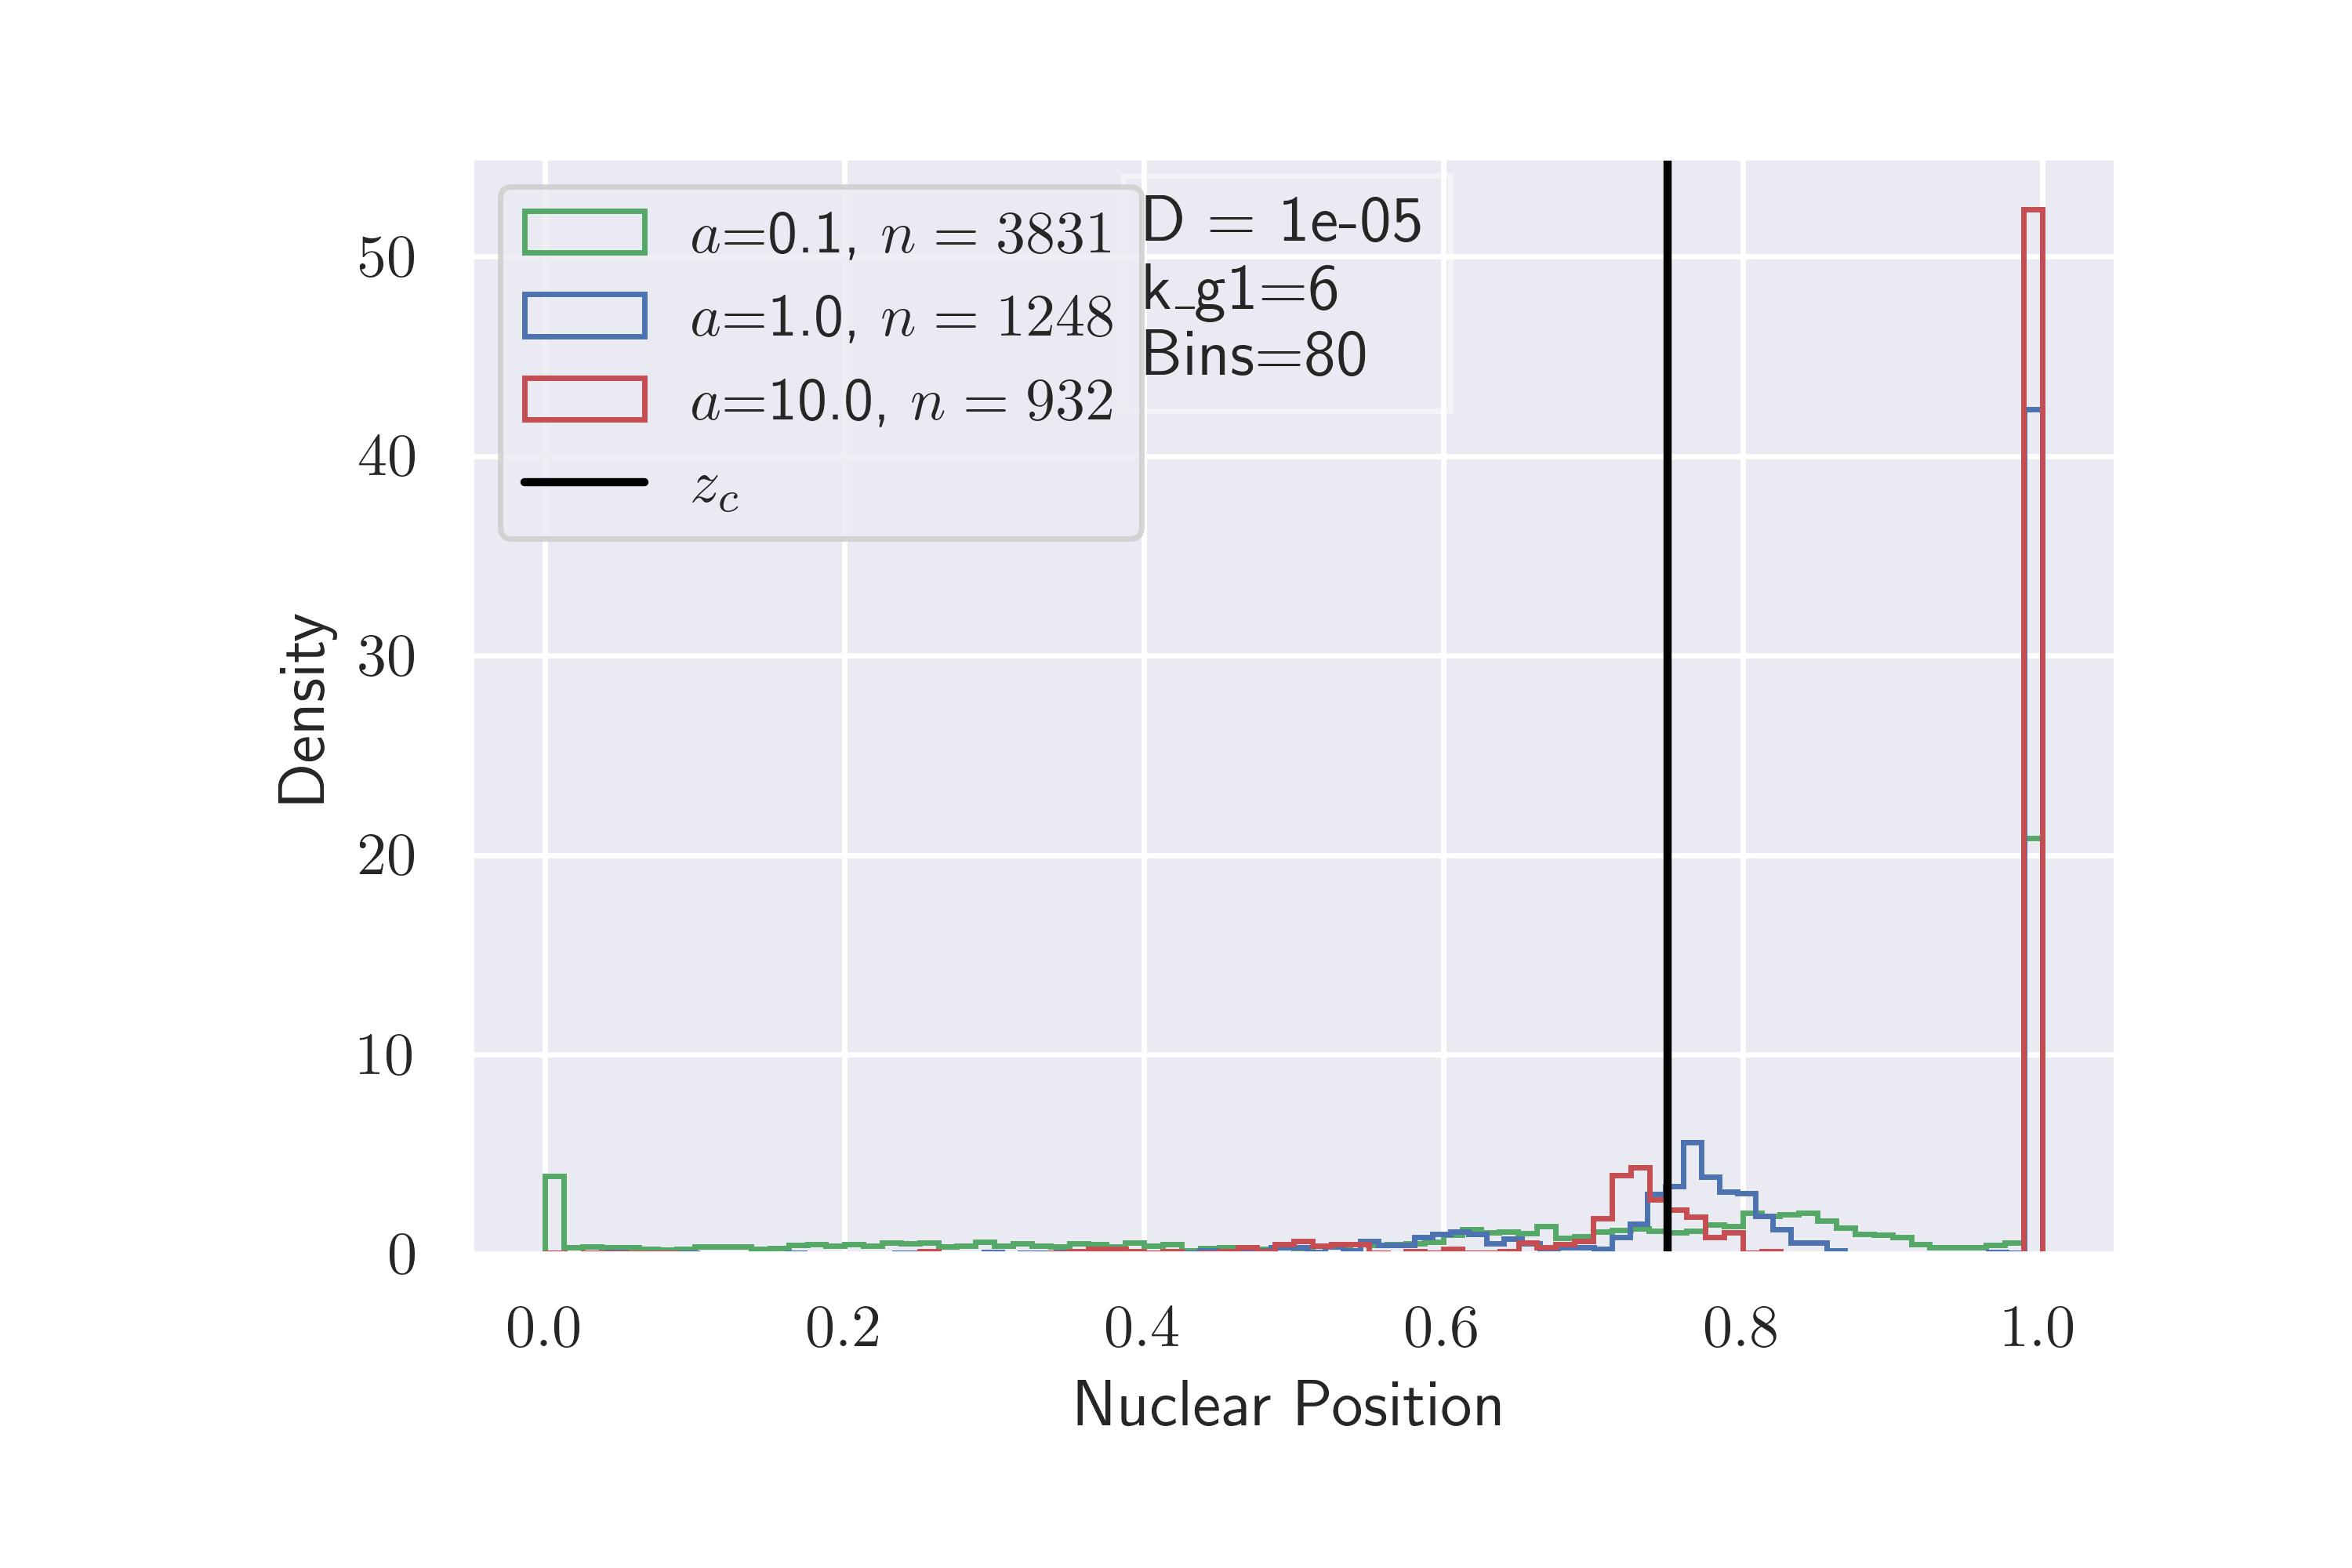 a=0.1, n = 3831
a=1.0, n = 1248
a=10.0, n = 932
z_c
D = 1e-05
k_g1=6
Bins=80
50
40
30
20
10
0
Density
0.0 0.2 0.4 0.6 0.8 1.0
Nuclear Position